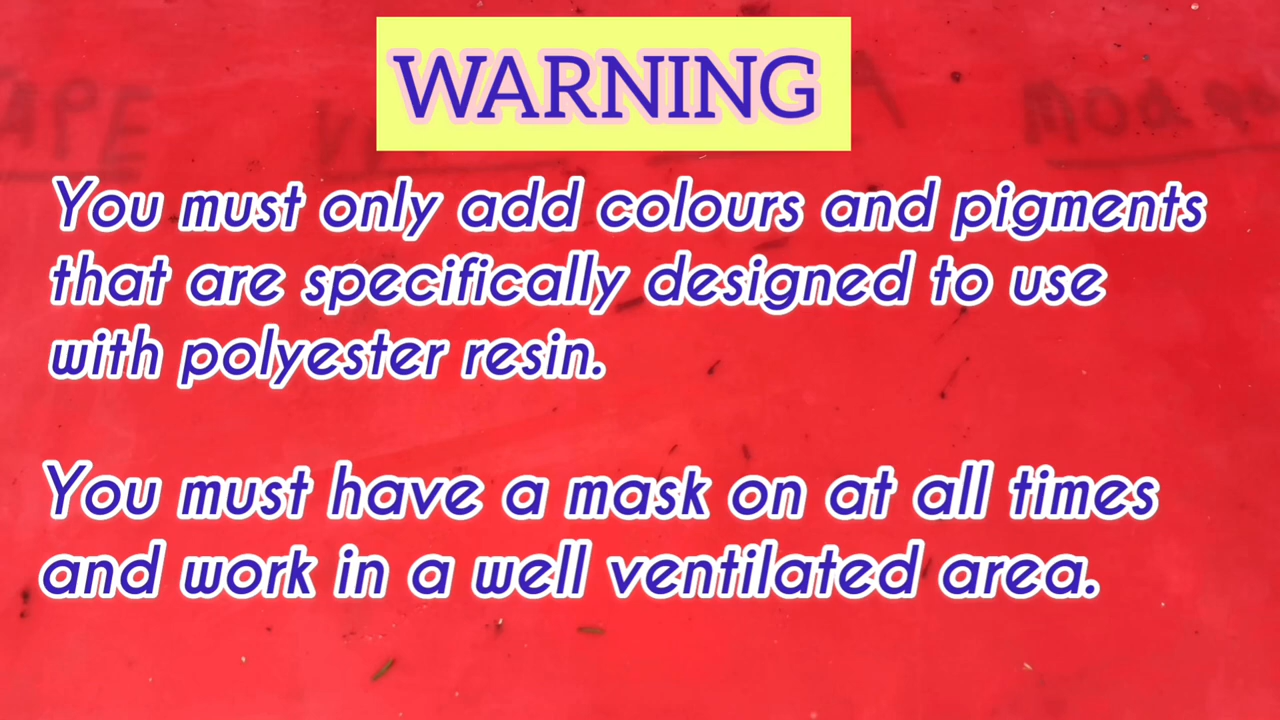 WARNING
You must only add colours and pigments
that are specifically designed to use
with polyester resin.
You must have a mask on at all times
and work in a well ventilated area.